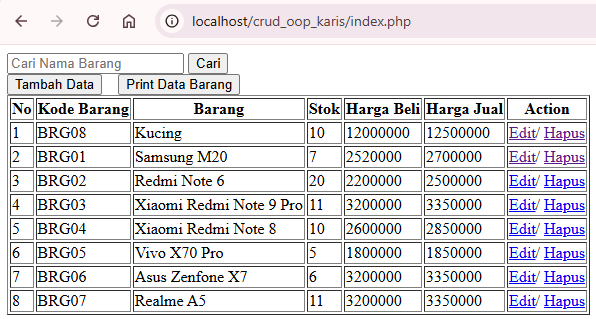 localhost/crud_oop_karis/index.php
Cari Nama Barang Cari
Tambah Data Print Data Barang
No Kode Barang Barang Stok Harga Beli Harga Jual Action
1 BRG08 Kucing 10 12000000 12500000 Edit/ Hapus
2 BRG01 Samsung M20 7 2520000 2700000 Edit/ Hapus
3 BRG02 Redmi Note 6 20 2200000 2500000 Edit/ Hapus
4 BRG03 Xiaomi Redmi Note 9 Pro 11 3200000 3350000 Edit/ Hapus
5 BRG04 Xiaomi Redmi Note 8 10 2600000 2850000 Edit/ Hapus
6 BRG05 Vivo X70 Pro 5 1800000 1850000 Edit/ Hapus
7 BRG06 Asus Zenfone X7 6 3200000 3350000 Edit/ Hapus
8 BRG07 Realme A5 11 3200000 3350000 Edit/ Hapus